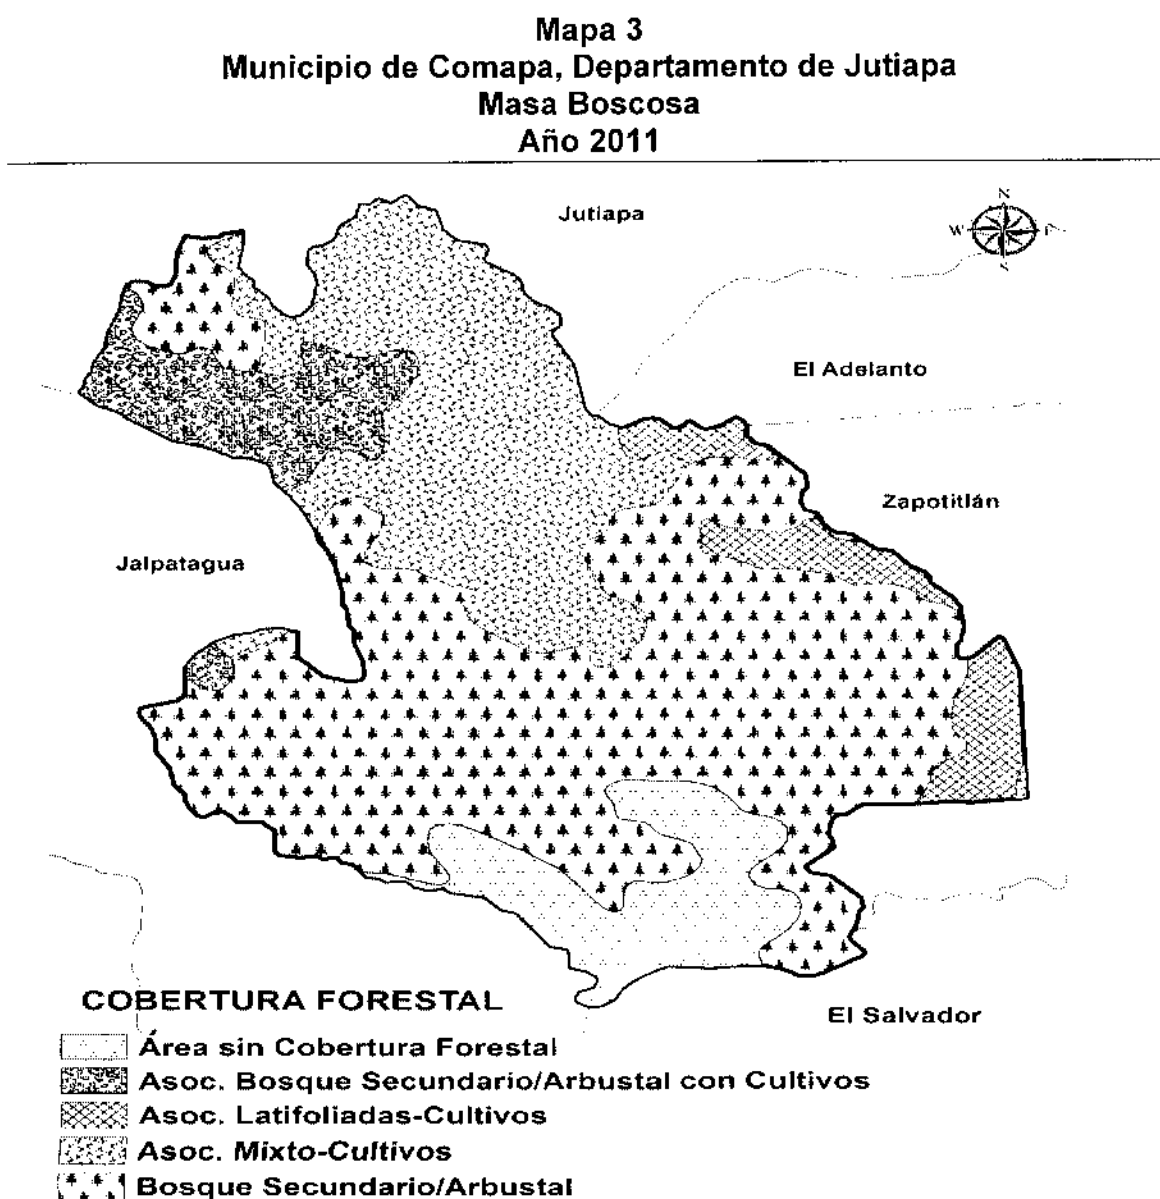 Mapa 3
Municipio de Comapa, Departamento de Jutiapa
Masa Boscosa
Año 2011
Jutiapa
N
W
El Adelanto
Zapotitlán
Jalpatagua
El Salvador
COBERTURA FORESTAL
Área sin Cobertura Forestal
Asoc. Bosque Secundario/Arbustal con Cultivos
Asoc. Latifoliadas-Cultivos
Asoc. Mixto-Cultivos
Bosque Secundario/Arbustal